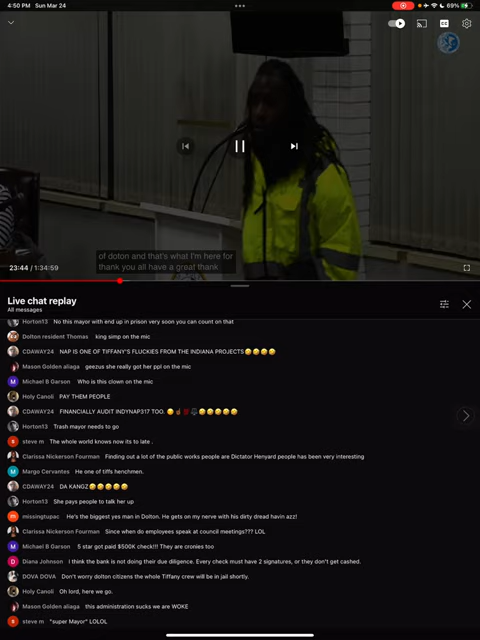 4:50 PM Sun Mar 24
69%
CC
of doton and that's what I'm here for
thank you all have a great thank
23:44 / 1:34:59
Live chat replay
All messages
Horton13 No this mayor with end up in prison very soon you can count on that
Dolton resident Thomas king simp on the mic
CDAWAY24 NAP IS ONE OF TIFFANY'S FLUCKIES FROM THE INDIANA PROJECTS🤣🤣🤣🤣
Mason Golden aliaga geezus she really got her ppl on the mic
M Michael B Garson Who is this clown on the mic
Holy Canoli PAY THEM PEOPLE
CDAWAY24 FINANCIALLY AUDIT INDYNAP317 TOO.
Horton13 Trash mayor needs to go
s steve m The whole world knows now its to late .
Clarissa Nickerson Fourman Finding out a lot of the public works people are Dictator Henyard people has been very interesting
M Margo Cervantes He one of tiffs henchmen.
CDAWAY24 DA KANGZ🤣🤣🤣🤣🤣
Horton13 She pays people to talk her up
m missingtupac He's the biggest yes man in Dolton. He gets on my nerve with his dirty dread havin azz!
Clarissa Nickerson Fourman Since when do employees speak at council meetings??? LOL
M Michael B Garson 5 star got paid $500K check!!! They are cronies too
D Diana Johnson I think the bank is not doing their due diligence. Every check must have 2 signatures, or they don't get cashed.
DOVA DOVA Don't worry dolton citizens the whole Tiffany crew will be in jail shortly.
Holy Canoli Oh lord, here we go.
Mason Golden aliaga this administration sucks we are WOKE
s steve m "super Mayor" LOLOL